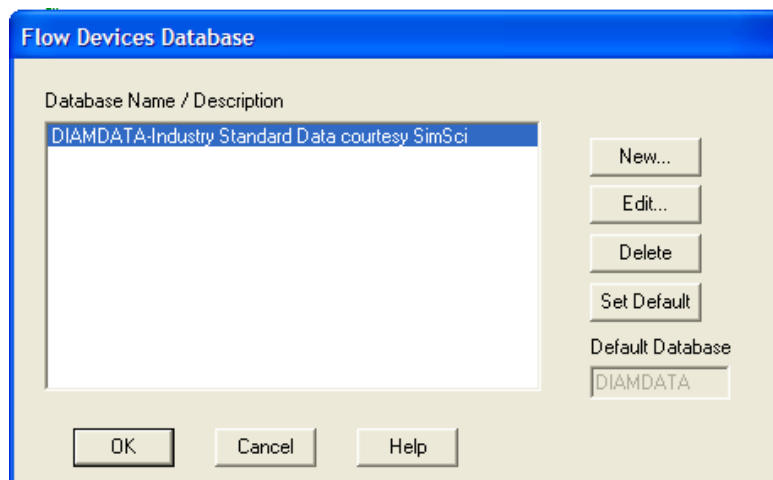 Flow Devices Database
Database Name / Description
DIAMDATA-Industry Standard Data courtesy SimSci
New...
Edit...
Delete
Set Default
Default Database
DIAMDATA
OK
Cancel
Help